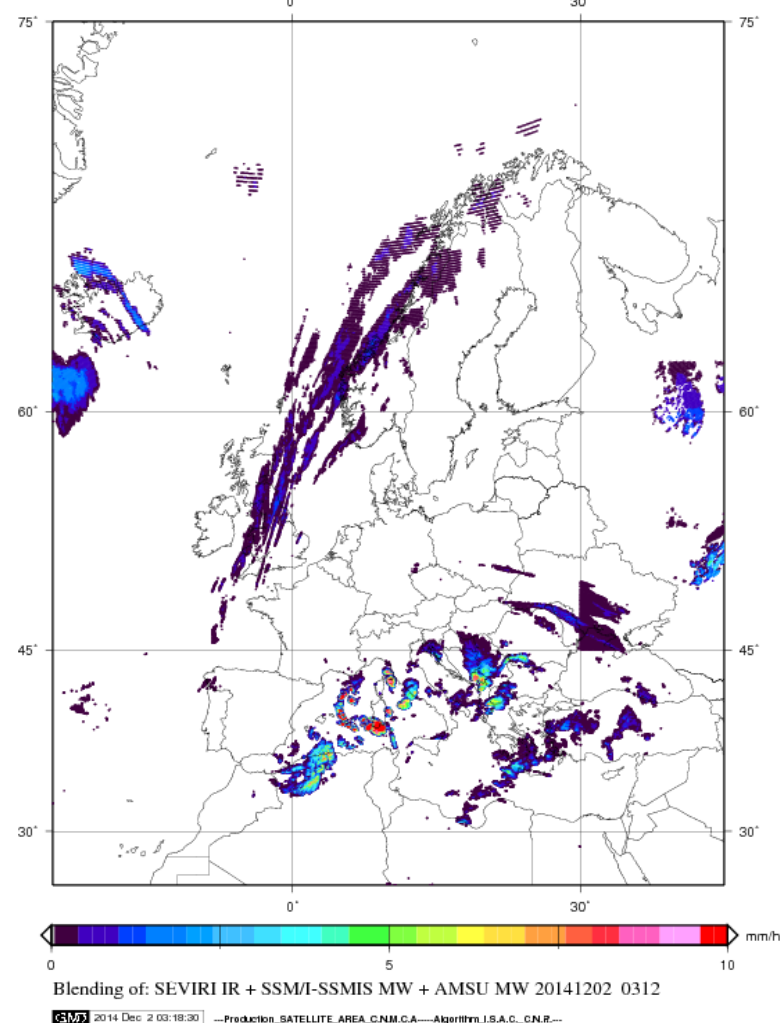 0° 30°
75° 75°
60° 60°
45° 45°
30° 30°
0° 30°
mm/h
0 5 10
Blending of: SEVIRI IR + SSM/I-SSMIS MW + AMSU MW 20141202 0312
GMD 2014 Dec 2 03:18:30 ---Production_SATELLITE_AREA_C.N.M.C.A-----Algorithm_I.S.A.C._C.N.R.---